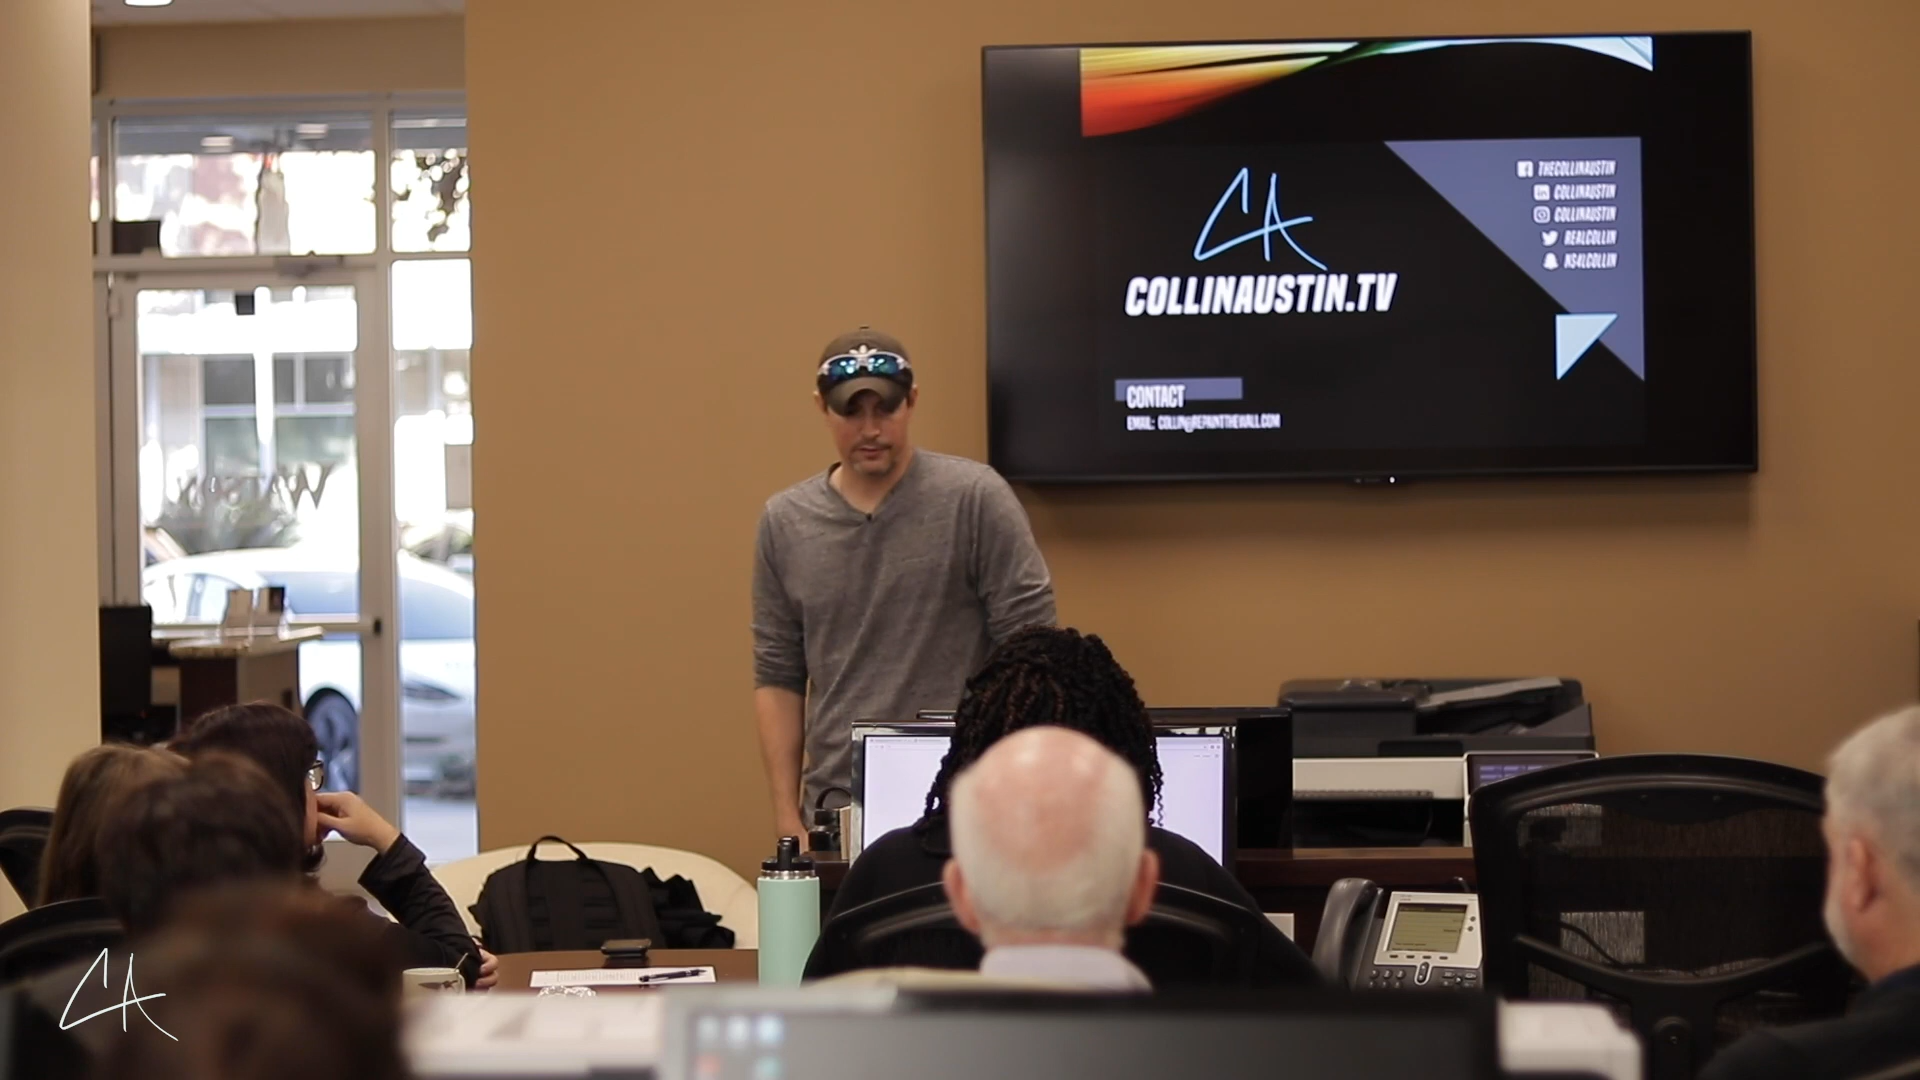 CA
COLLINAUSTIN.TV
THECOLLINAUSTIN
COLLINAUSTIN
COLLINAUSTIN
REALCOLLIN
NS4LCOLLIN
CONTACT
EMAIL: COLLIN@REPAINTTHEWALL.COM
CA